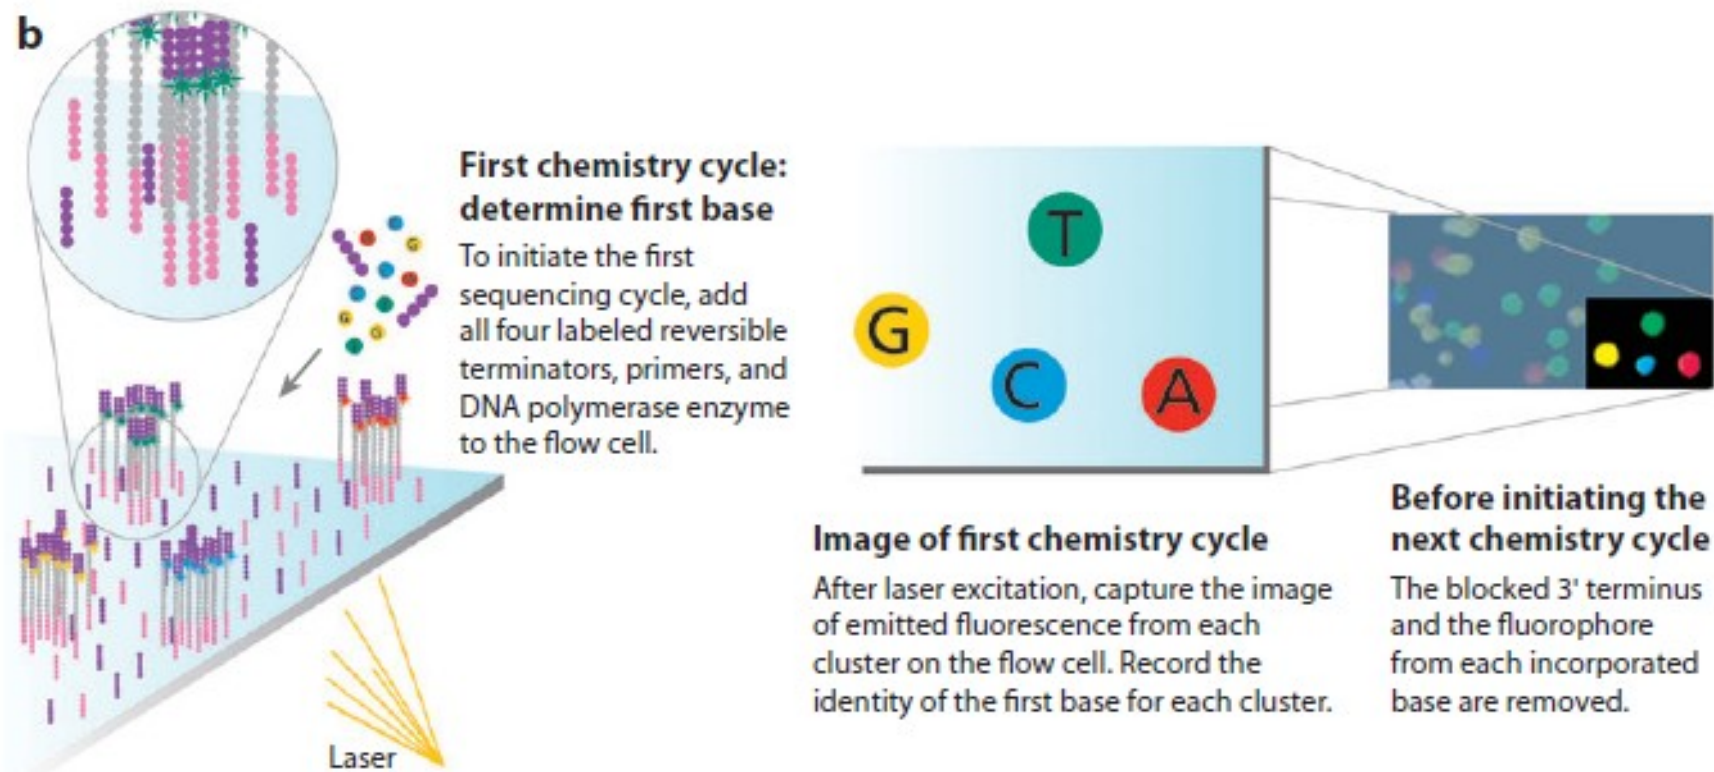 b
First chemistry cycle:
determine first base
To initiate the first
sequencing cycle, add
all four labeled reversible
terminators, primers, and
DNA polymerase enzyme
to the flow cell.
G
G
G
G
Laser
T
G
C
A
Image of first chemistry cycle
After laser excitation, capture the image
of emitted fluorescence from each
cluster on the flow cell. Record the
identity of the first base for each cluster.
Before initiating the
next chemistry cycle
The blocked 3' terminus
and the fluorophore
from each incorporated
base are removed.